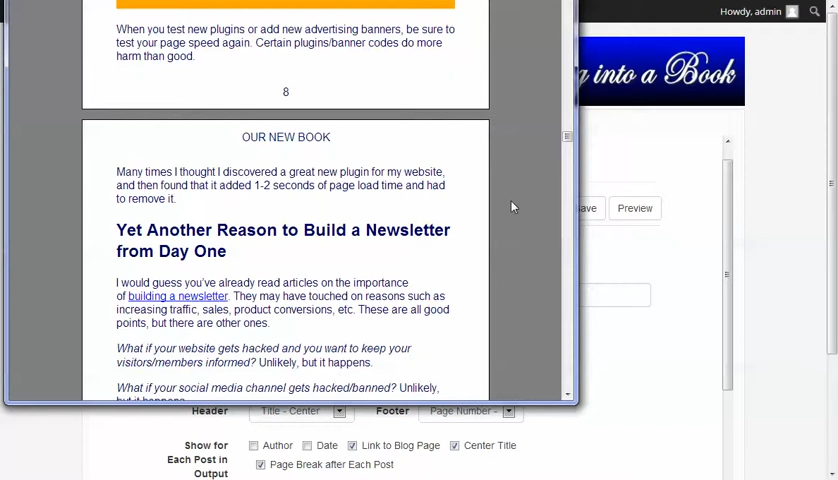 Howdy, admin
When you test new plugins or add new advertising banners, be sure to
test your page speed again. Certain plugins/banner codes do more
harm than good.
g into a Book
8
OUR NEW BOOK
Many times I thought I discovered a great new plugin for my website,
and then found that it added 1-2 seconds of page load time and had
to remove it.
ave
Preview
Yet Another Reason to Build a Newsletter
from Day One
I would guess you've already read articles on the importance
of building a newsletter. They may have touched on reasons such as
increasing traffic, sales, product conversions, etc. These are all good
points, but there are other ones.
What if your website gets hacked and you want to keep your
visitors/members informed? Unlikely, but it happens.
What if your social media channel gets hacked/banned? Unlikely,
but it happens.
Header Title - Center Footer Page Number -
Show for Author Date Link to Blog Page Center Title
Each Post in Page Break after Each Post
Output